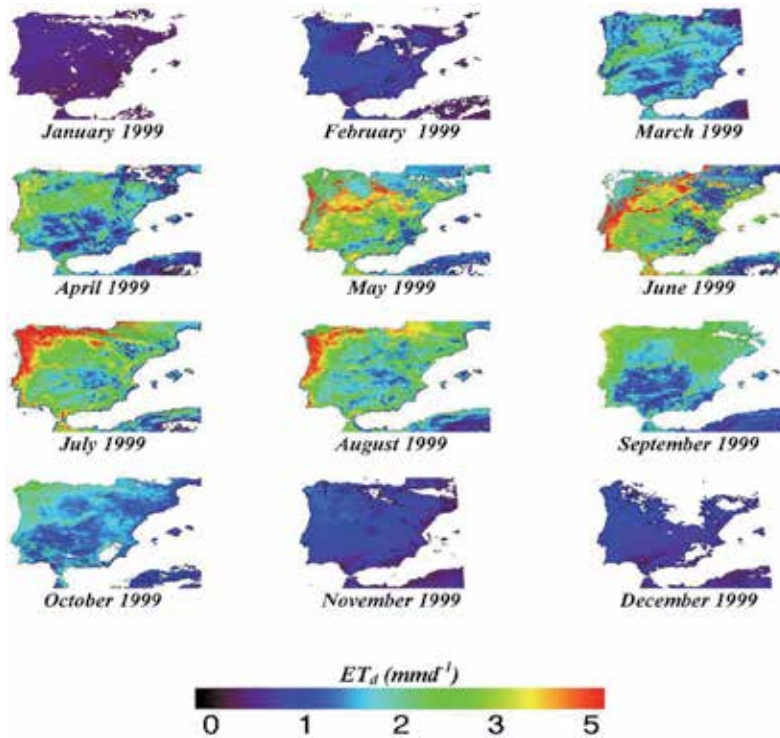 January 1999 February 1999 March 1999
April 1999 May 1999 June 1999
July 1999 August 1999 September 1999
October 1999 November 1999 December 1999
ET_d (mmd⁻¹)
0 1 2 3 5